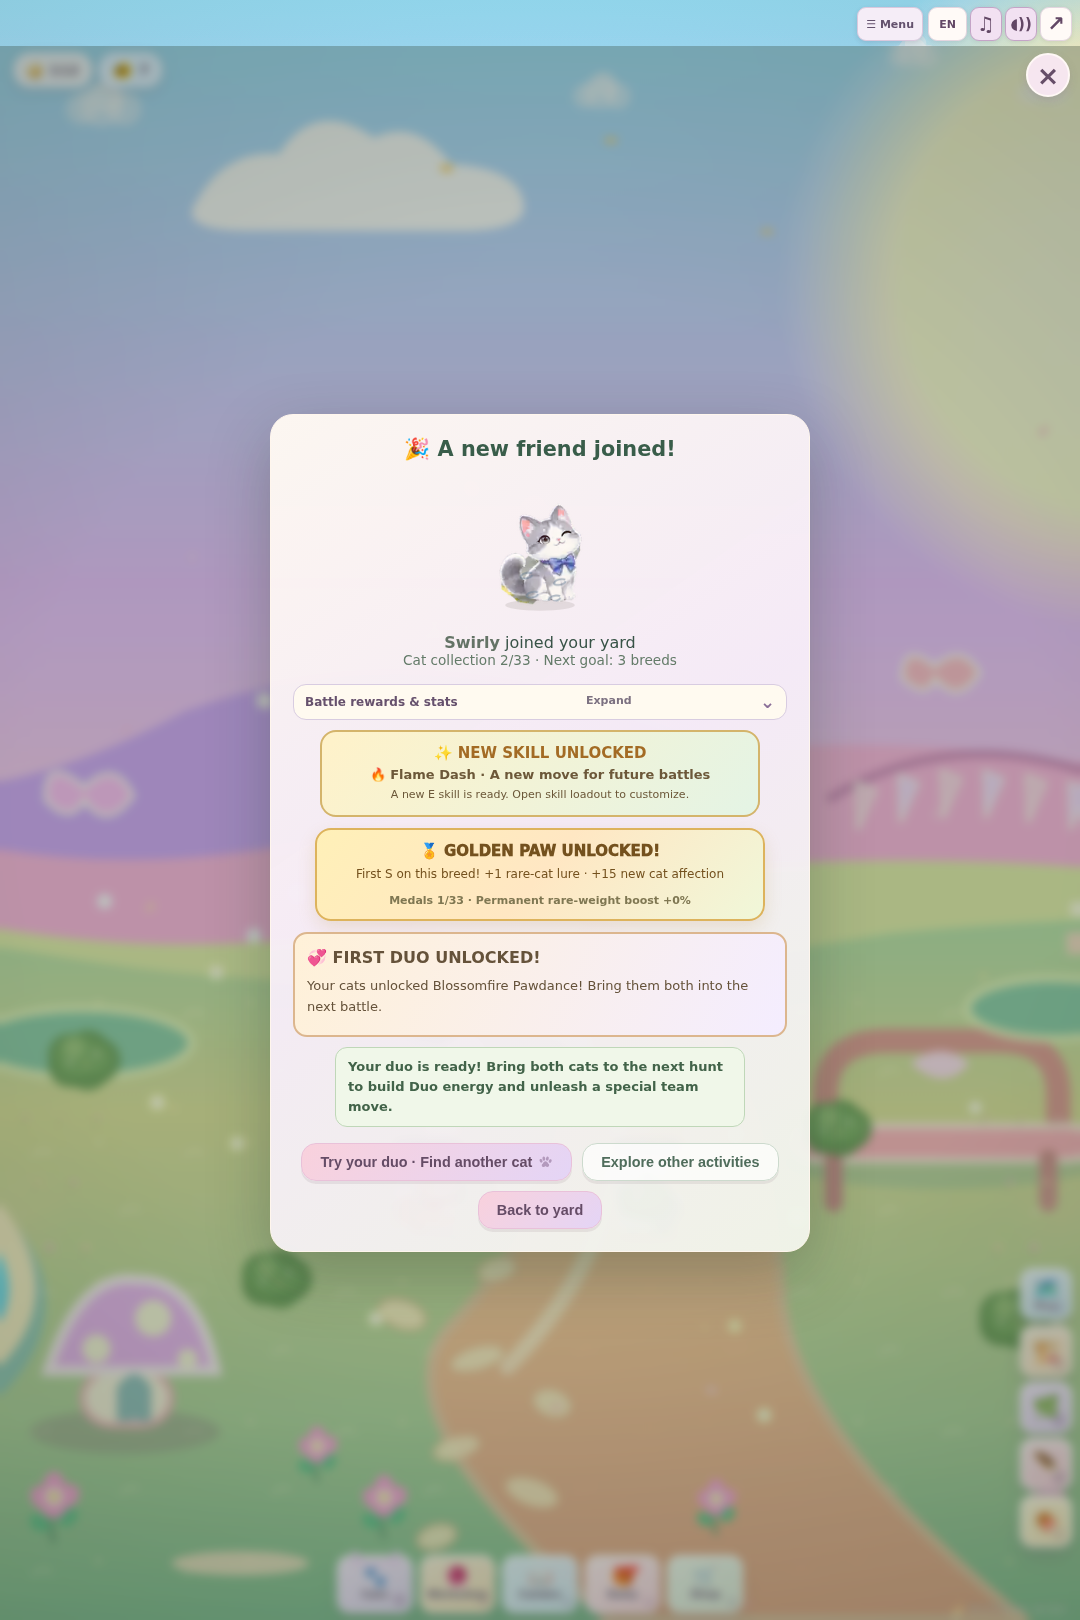 ☰ Menu
EN
🎉 A new friend joined!
Swirly joined your yard
Cat collection 2/33 · Next goal: 3 breeds
Battle rewards & stats
Expand
✨ NEW SKILL UNLOCKED
🔥 Flame Dash · A new move for future battles
A new E skill is ready. Open skill loadout to customize.
🏅 GOLDEN PAW UNLOCKED!
First S on this breed! +1 rare-cat lure · +15 new cat affection
Medals 1/33 · Permanent rare-weight boost +0%
💞 FIRST DUO UNLOCKED!
Your cats unlocked Blossomfire Pawdance! Bring them both into the
next battle.
Your duo is ready! Bring both cats to the next hunt
to build Duo energy and unleash a special team
move.
Try your duo · Find another cat 🐾
Explore other activities
Back to yard